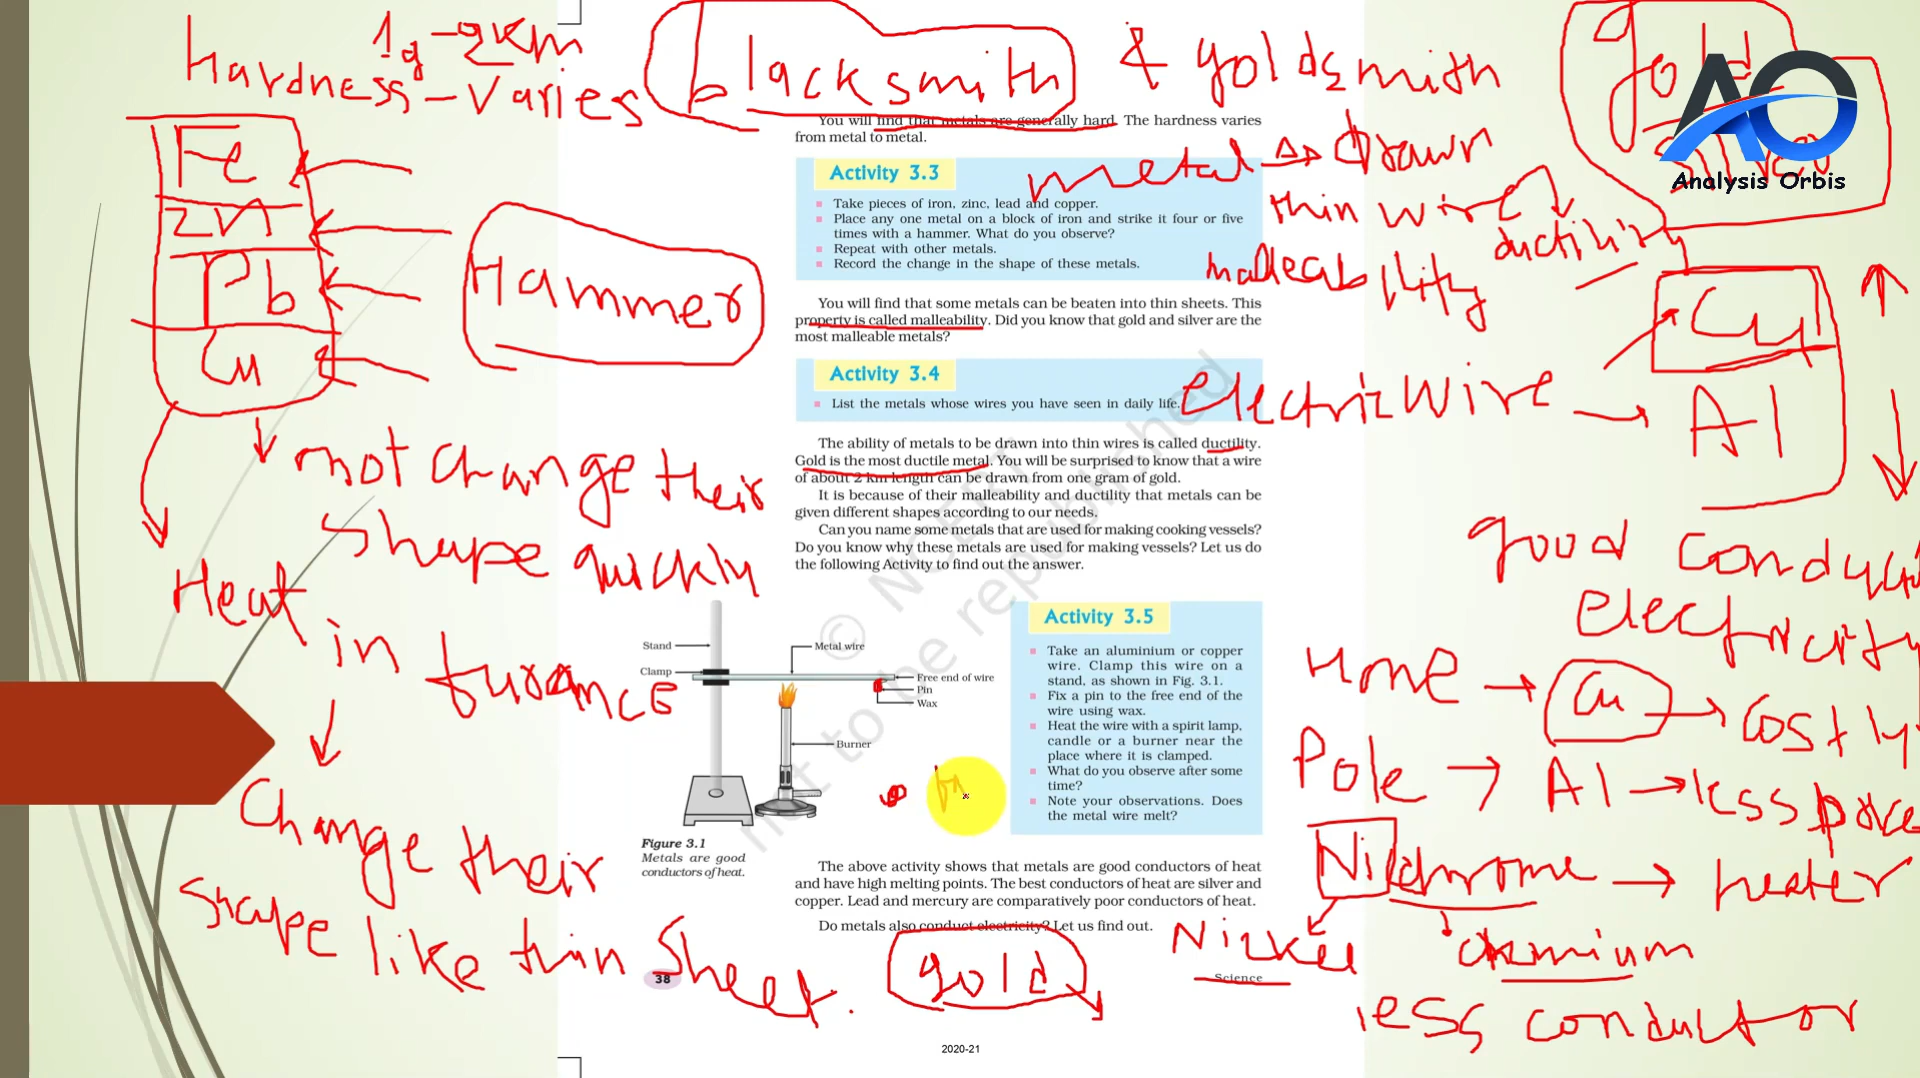 1g-2km
Hardness-Varies
blacksmith & goldsmith
gold
AO
Analysis Orbis
Fe
Zn
Pb
Cu
Hammer
not change their
shape quickly
Heat
in
Change their
shape like thin sheet.
You will find that metals are generally hard. The hardness varies
from metal to metal.
Activity 3.3
Take pieces of iron, zinc, lead and copper.
Place any one metal on a block of iron and strike it four or five
times with a hammer. What do you observe?
Repeat with other metals.
Record the change in the shape of these metals.
You will find that some metals can be beaten into thin sheets. This
property is called malleability. Did you know that gold and silver are the
most malleable metals?
Activity 3.4
List the metals whose wires you have seen in daily life.
The ability of metals to be drawn into thin wires is called ductility.
Gold is the most ductile metal. You will be surprised to know that a wire
of about 2 km length can be drawn from one gram of gold.
It is because of their malleability and ductility that metals can be
given different shapes according to our needs.
Can you name some metals that are used for making cooking vessels?
Do you know why these metals are used for making vessels? Let us do
the following Activity to find out the answer.
Stand
Clamp
Metal wire
Free end of wire
Pin
Wax
Burner
Figure 3.1
Metals are good
conductors of heat.
Activity 3.5
Take an aluminium or copper
wire. Clamp this wire on a
stand, as shown in Fig. 3.1.
Fix a pin to the free end of the
wire using wax.
Heat the wire with a spirit lamp,
candle or a burner near the
place where it is clamped.
What do you observe after some
time?
Note your observations. Does
the metal wire melt?
The above activity shows that metals are good conductors of heat
and have high melting points. The best conductors of heat are silver and
copper. Lead and mercury are comparatively poor conductors of heat.
Do metals also conduct electricity? Let us find out.
gold
38
Science
2020-21
© NCERT
not to be republished
metal → Drawn
thin wire
ductility
malleability
Electric wire
Cu
Al
good
Electricity
Cu → Costly
Pole → Al → less
Nichrome → heater
less conductor